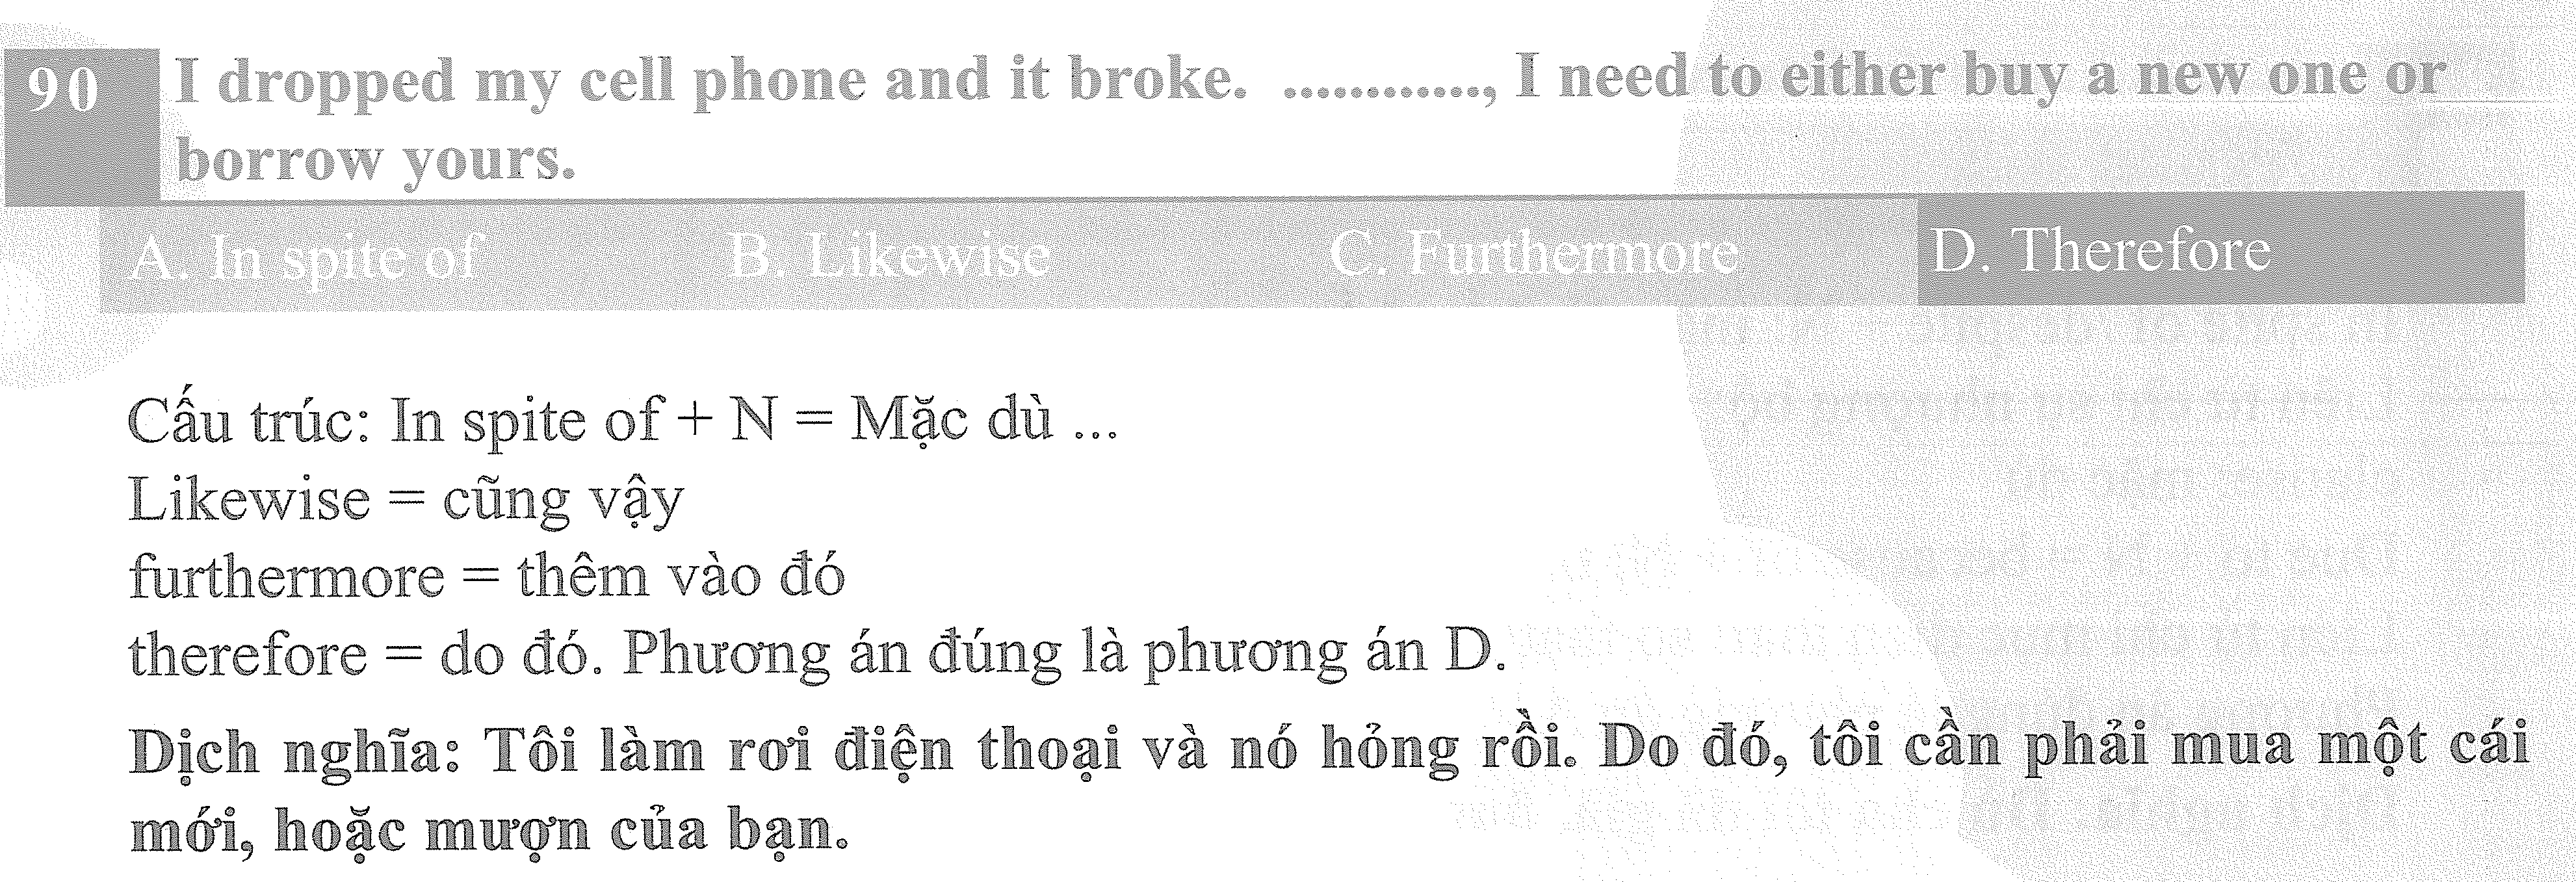 90 I dropped my cell phone and it broke. ............, I need to either buy a new one or
borrow yours.
A. In spite of B. Likewise C. Furthermore D. Therefore
Cấu trúc: In spite of + N = Mặc dù ...
Likewise = cũng vậy
furthermore = thêm vào đó
therefore = do đó. Phương án đúng là phương án D.
Dịch nghĩa: Tôi làm rơi điện thoại và nó hỏng rồi. Do đó, tôi cần phải mua một cái
mới, hoặc mượn của bạn.